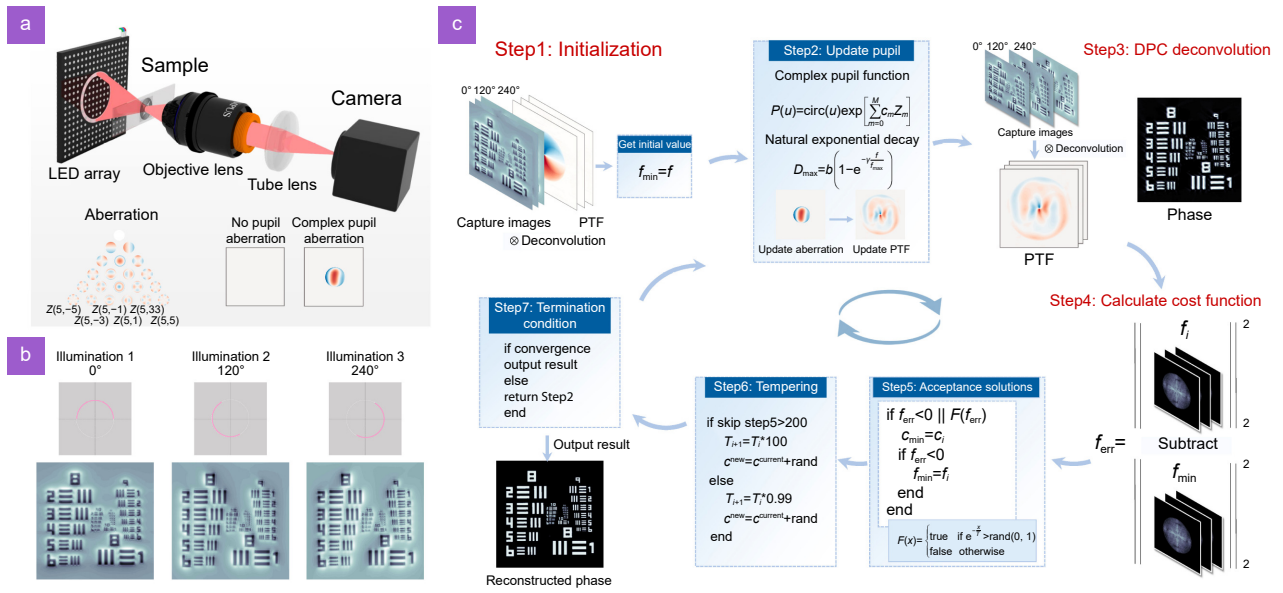 a
Sample
Camera
Objective lens
LED array
Tube lens
Aberration
No pupil
aberration
Complex pupil
aberration
Z(5,−5) Z(5,−1) Z(5,33)
Z(5,−3) Z(5,1) Z(5,5)
b
Illumination 1
0°
Illumination 2
120°
Illumination 3
240°
c
Step1: Initialization
0° 120° 240°
Capture images
PTF
⊗ Deconvolution
Get initial value
f_min=f
Step2: Update pupil
Complex pupil function
P(u)=circ(u)exp[∑_{m=0}^{M} c_m Z_m]
Natural exponential decay
D_max=b(1−e^{−γ f/f_max})
Update aberration
Update PTF
Step3: DPC deconvolution
0° 120° 240°
Capture images
⊗ Deconvolution
PTF
Phase
Step4: Calculate cost function
f_i
2
f_err=
Subtract
2
f_min
2
Step5: Acceptance solutions
if f_err<0 || F(f_err)
c_min=c_i
if f_err<0
f_min=f_i
end
end
F(x)={true if e^{−x/T}>rand(0, 1)
false otherwise
Step6: Tempering
if skip step5>200
T_{i+1}=T_i*100
c^new=c^current+rand
else
T_{i+1}=T_i*0.99
c^new=c^current+rand
end
Step7: Termination
condition
if convergence
output result
else
return Step2
end
Output result
Reconstructed phase